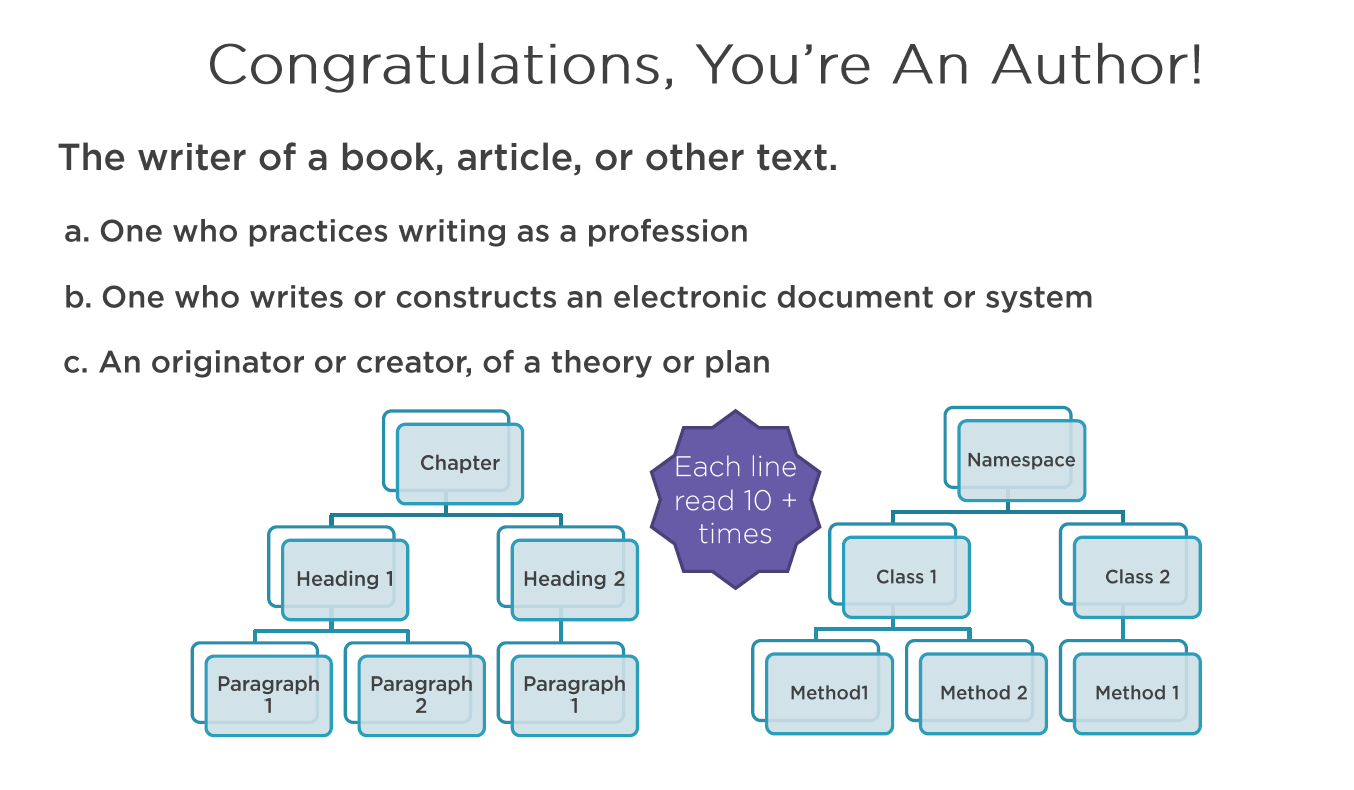 Congratulations, You're An Author!
The writer of a book, article, or other text.
a. One who practices writing as a profession
b. One who writes or constructs an electronic document or system
c. An originator or creator, of a theory or plan
Chapter
Heading 1
Heading 2
Paragraph
1
Paragraph
2
Paragraph
1
Each line
read 10 +
times
Namespace
Class 1
Class 2
Method1
Method 2
Method 1